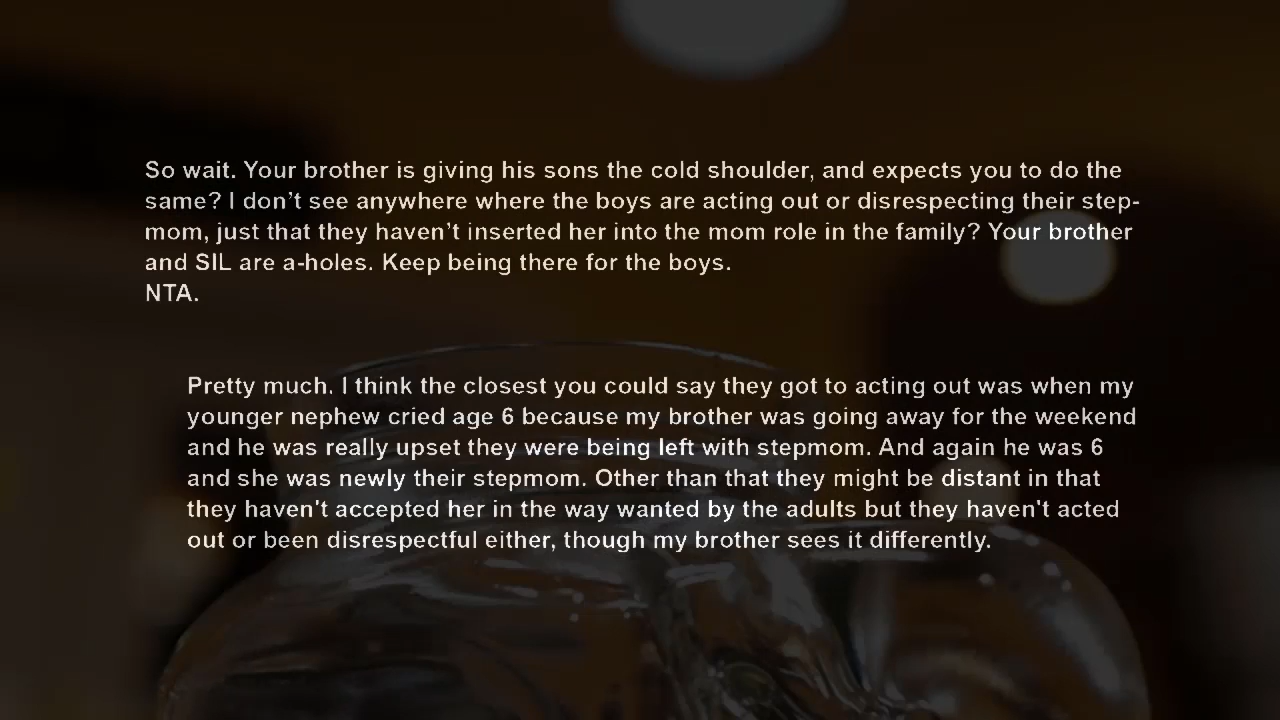 So wait. Your brother is giving his sons the cold shoulder, and expects you to do the
same? I don’t see anywhere where the boys are acting out or disrespecting their step-
mom, just that they haven’t inserted her into the mom role in the family? Your brother
and SIL are a-holes. Keep being there for the boys.
NTA.
Pretty much. I think the closest you could say they got to acting out was when my
younger nephew cried age 6 because my brother was going away for the weekend
and he was really upset they were being left with stepmom. And again he was 6
and she was newly their stepmom. Other than that they might be distant in that
they haven't accepted her in the way wanted by the adults but they haven't acted
out or been disrespectful either, though my brother sees it differently.